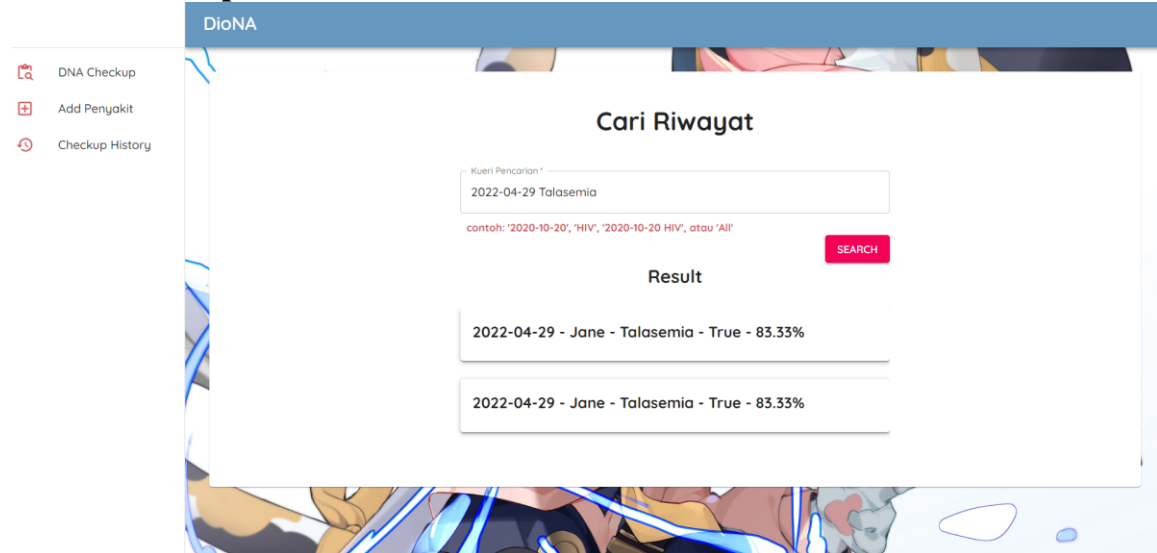 DioNA
DNA Checkup
Add Penyakit
Checkup History
Cari Riwayat
Kueri Pencarian *
2022-04-29 Talasemia
contoh: '2020-10-20', 'HIV', '2020-10-20 HIV', atau 'All'
SEARCH
Result
2022-04-29 - Jane - Talasemia - True - 83.33%
2022-04-29 - Jane - Talasemia - True - 83.33%